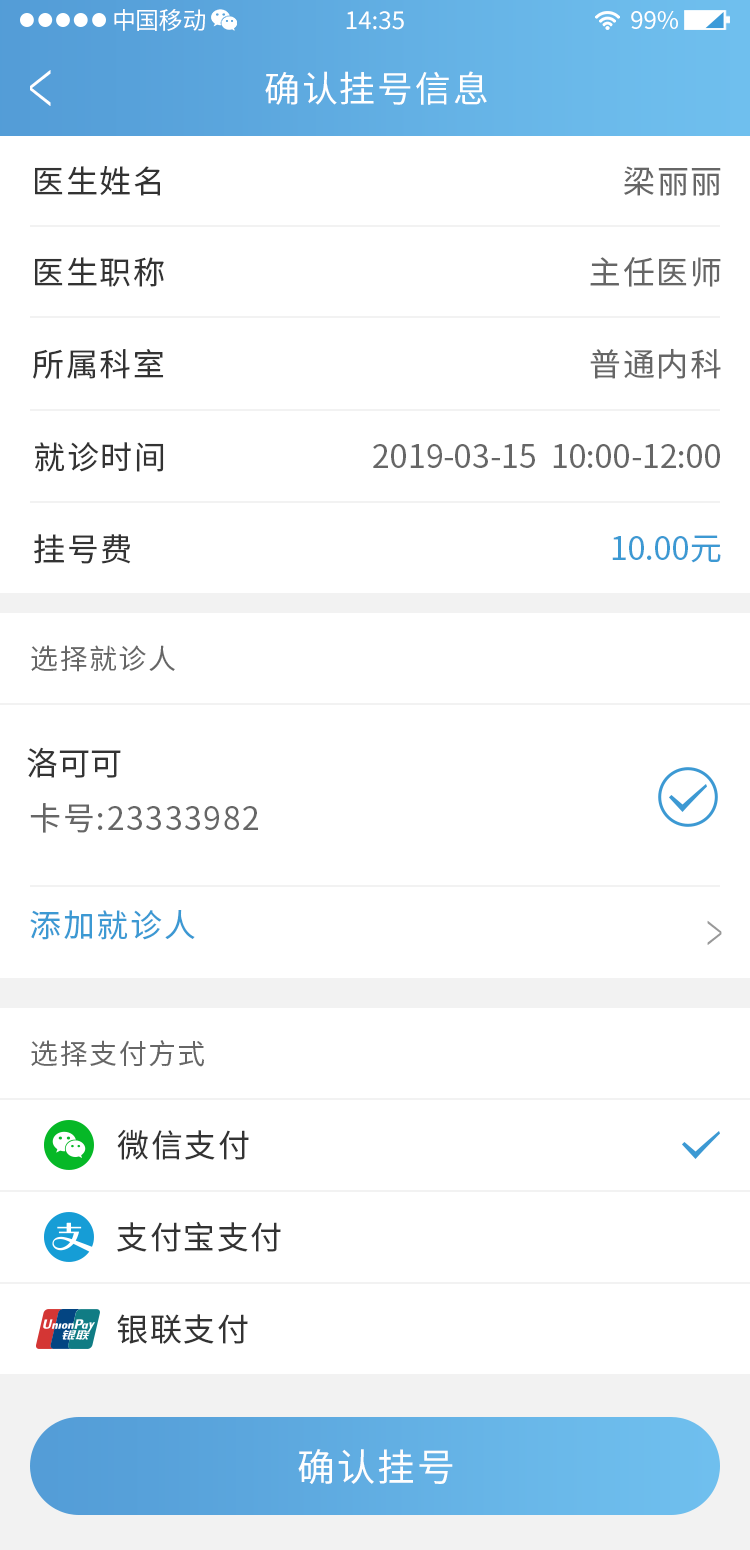 中国移动 14:35 99%
确认挂号信息
医生姓名 梁丽丽
医生职称 主任医师
所属科室 普通内科
就诊时间 2019-03-15 10:00-12:00
挂号费 10.00元
选择就诊人
洛可可
卡号:23333982
添加就诊人
选择支付方式
微信支付
支 支付宝支付
UnionPay
银联 银联支付
确认挂号